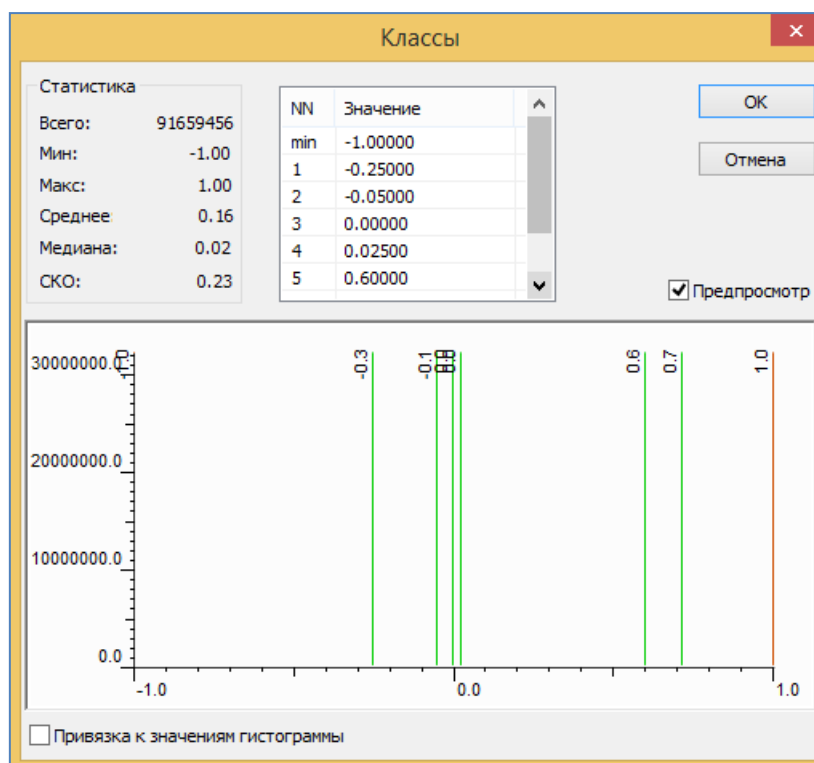 Классы
Статистика
Всего: 91659456
Мин: -1.00
Макс: 1.00
Среднее 0.16
Медиана: 0.02
СКО: 0.23
NN Значение
min -1.00000
1 -0.25000
2 -0.05000
3 0.00000
4 0.02500
5 0.60000
OK
Отмена
Предпросмотр
30000000.0
20000000.0
10000000.0
0.0
-1.0
-0.3
-0.1
0.6
0.7
1.0
-1.0 0.0 1.0
Привязка к значениям гистограммы